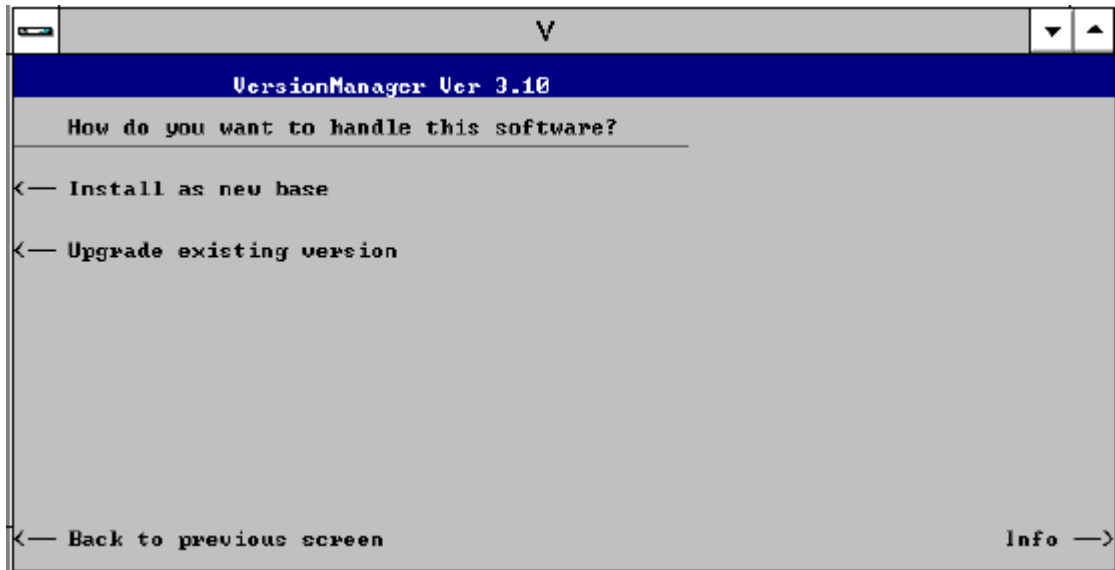 V
VersionManager Ver 3.10
How do you want to handle this software?
<— Install as new base
<— Upgrade existing version
<— Back to previous screen
Info —>